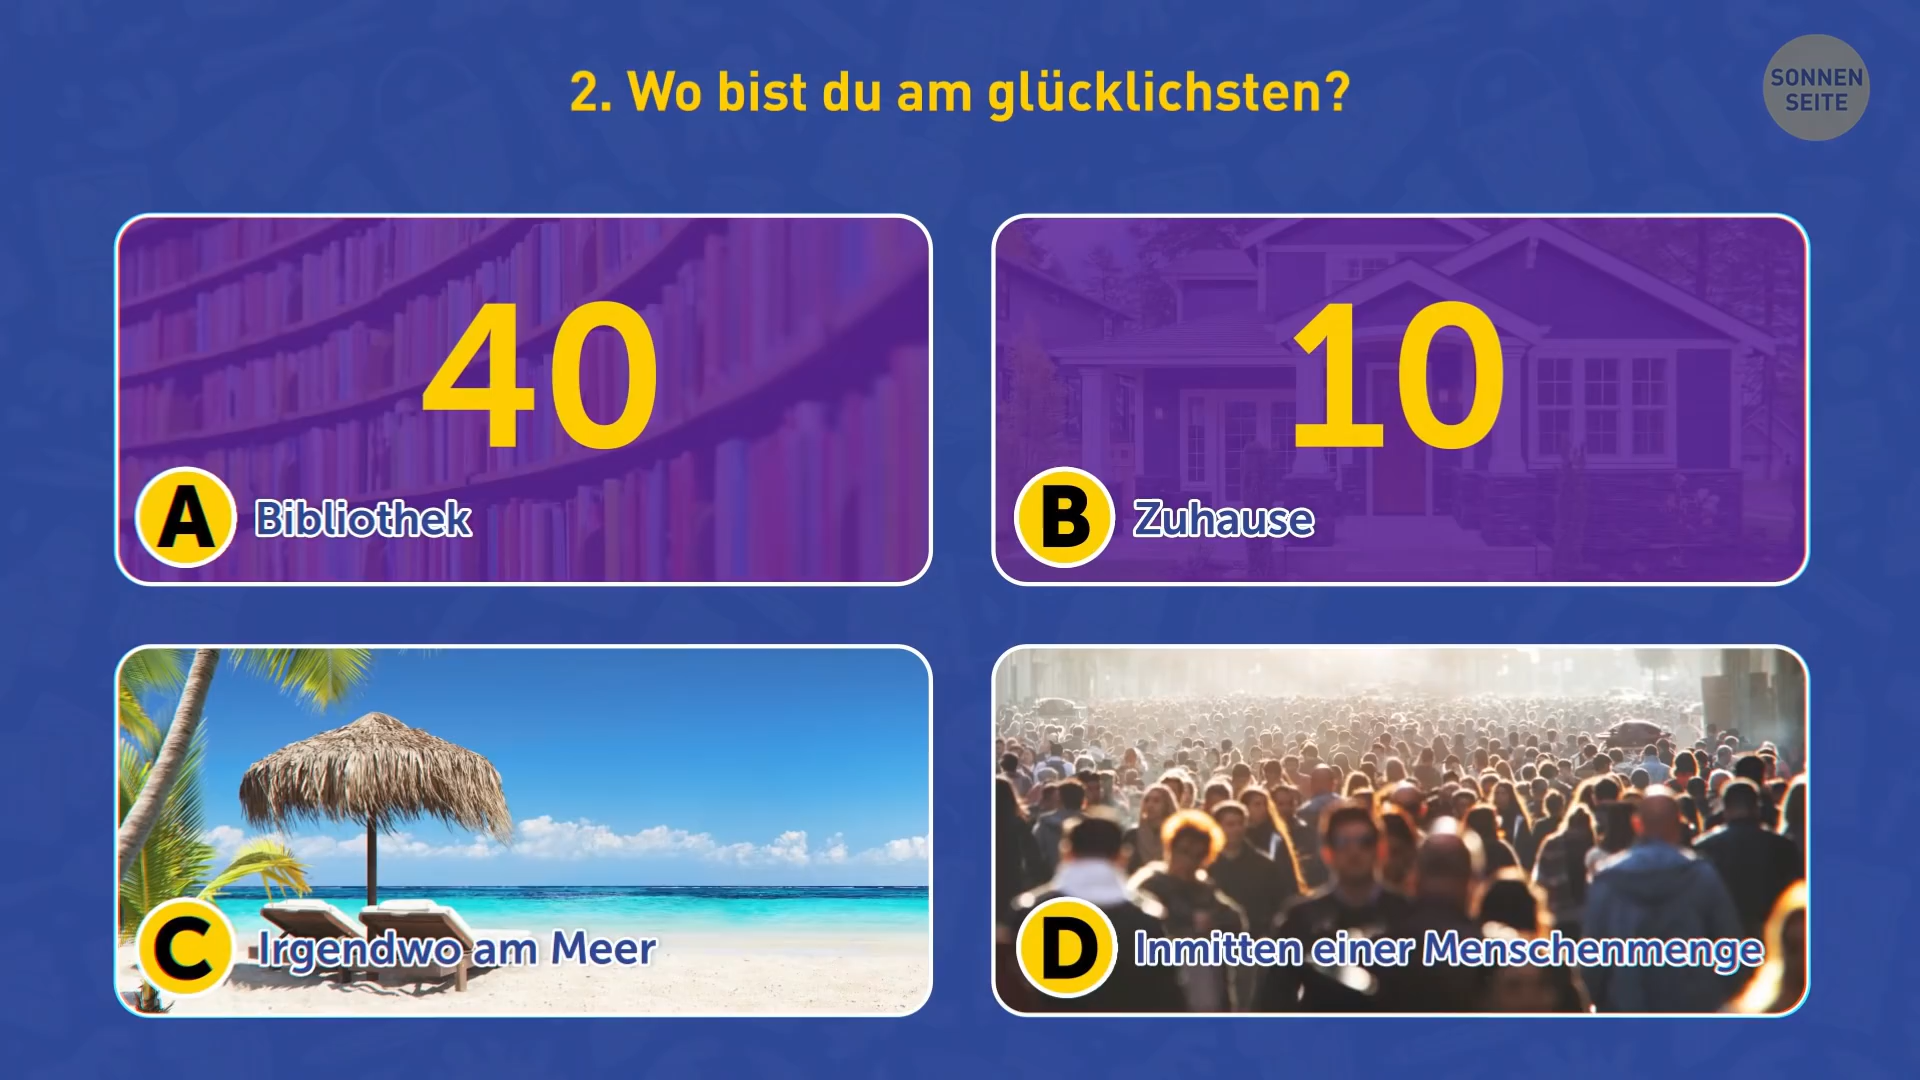 2. Wo bist du am glücklichsten?
SONNEN
SEITE
40
A Bibliothek
10
B Zuhause
C Irgendwo am Meer
D Inmitten einer Menschenmenge